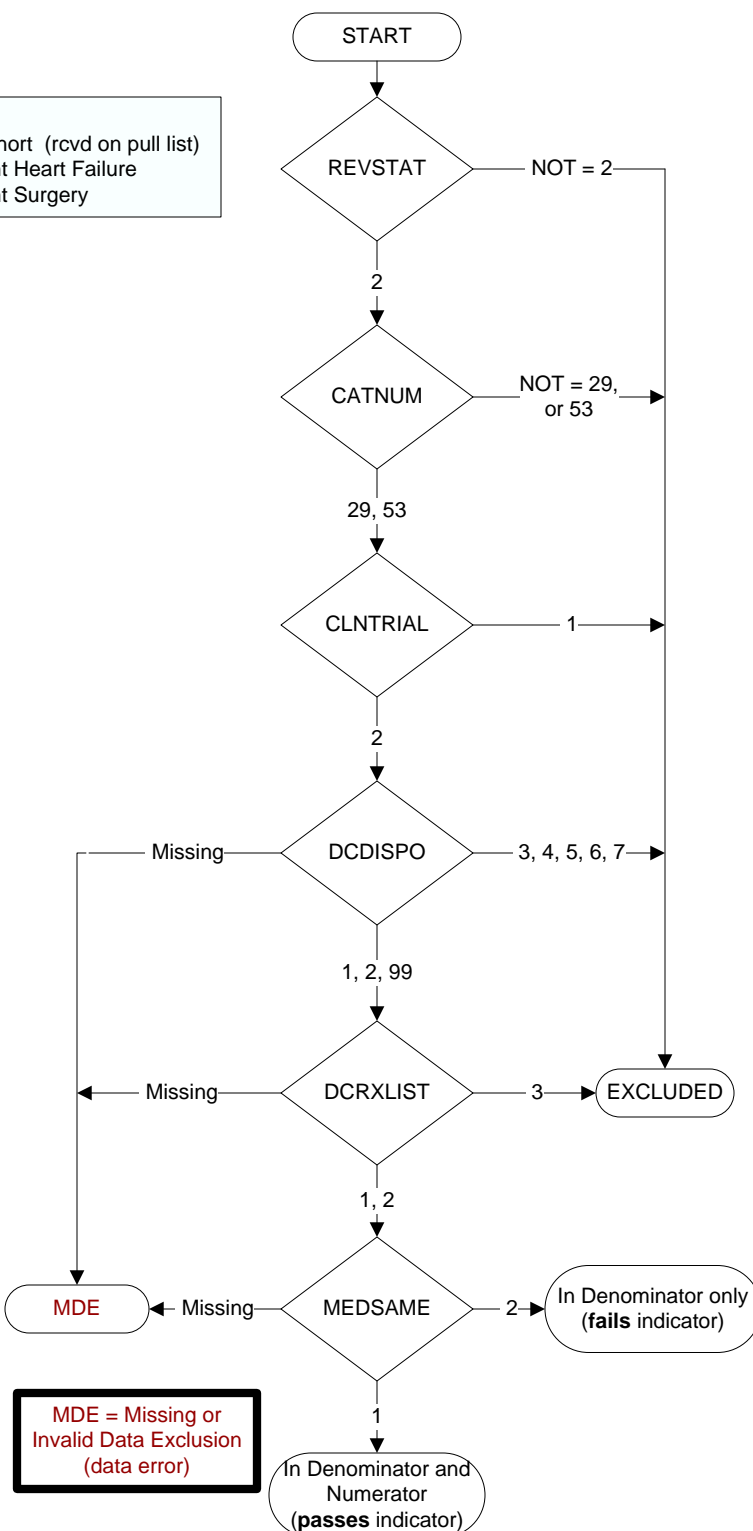 START
(rcvd on pull list)
Heart Failure
Surgery
REVSTAT
NOT = 2
2
CATNUM
NOT = 29,
or 53
29, 53
CLNTRIAL
1
2
Missing
DCDISPO
3, 4, 5, 6, 7
1, 2, 99
Missing
DCRXLIST
3
EXCLUDED
1, 2
MDE
Missing
MEDSAME
2
In Denominator only
(fails indicator)
MDE = Missing or
Invalid Data Exclusion
(data error)
1
In Denominator and
Numerator
(passes indicator)